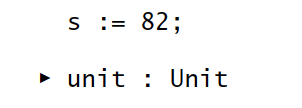 s := 82;
▸ unit : Unit